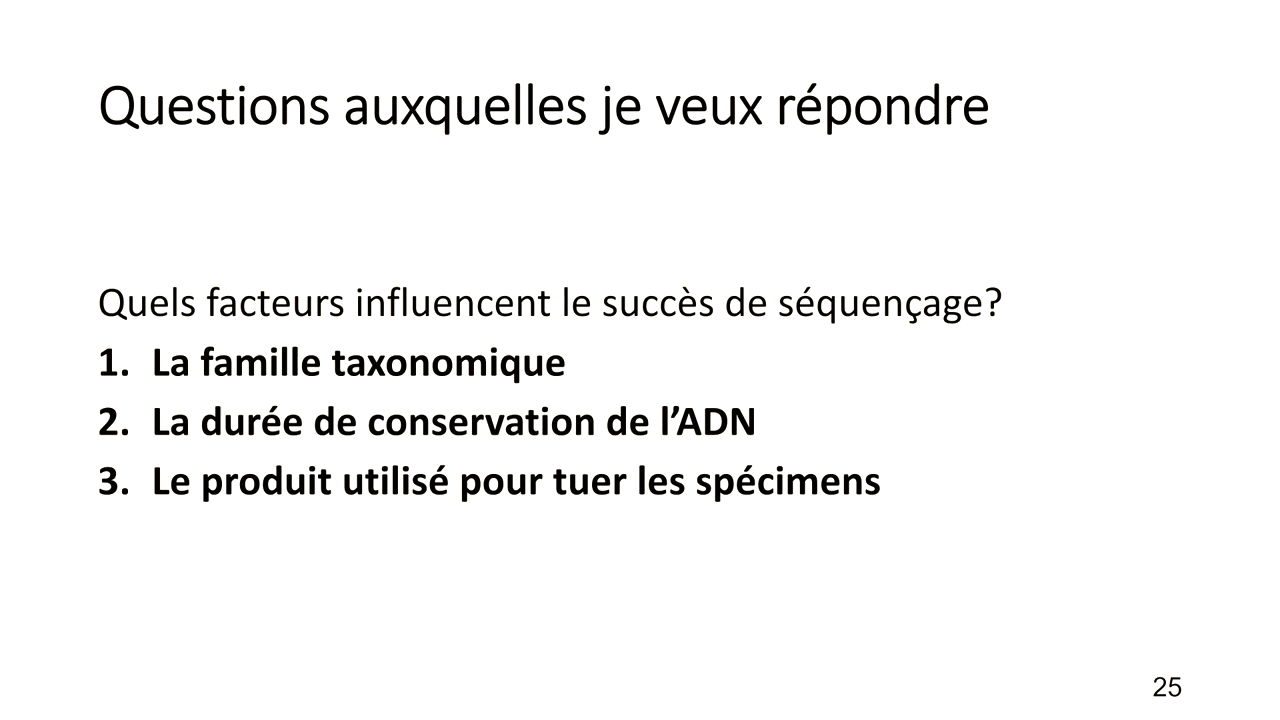 Questions auxquelles je veux répondre
Quels facteurs influencent le succès de séquençage?
1. La famille taxonomique
2. La durée de conservation de l’ADN
3. Le produit utilisé pour tuer les spécimens
25